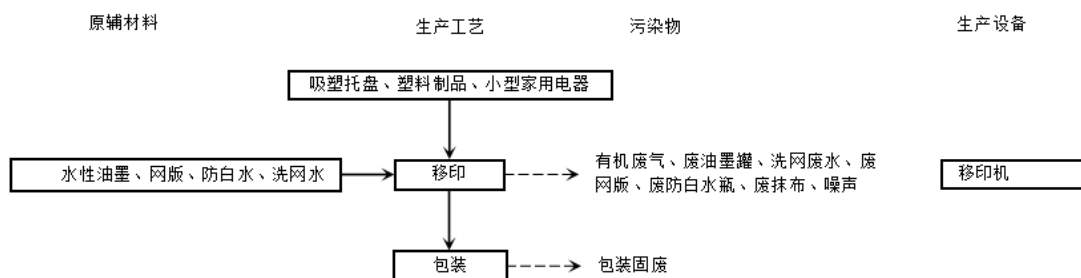 原辅材料
生产工艺
污染物
生产设备
吸塑托盘、塑料制品、小型家用电器
水性油墨、网版、防白水、洗网水
移印
有机废气、废油墨罐、洗网废水、废
网版、废防白水瓶、废抹布、噪声
移印机
包装
包装固废